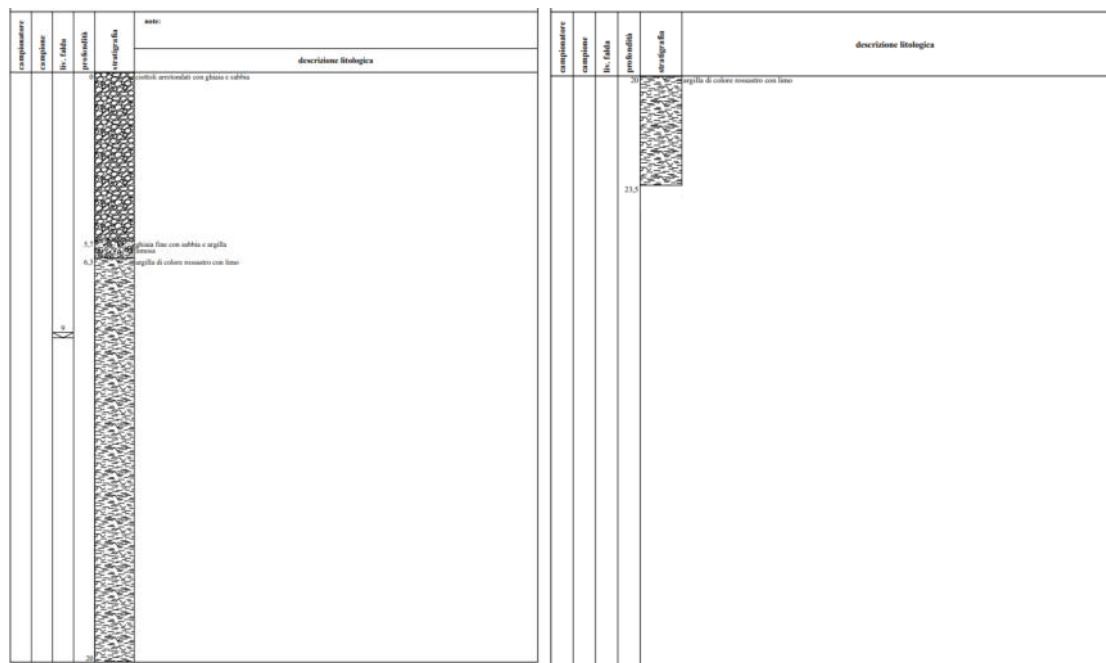 campionatore
campione
liv. falda
profondità
stratigrafia
note:
descrizione litologica
0
ciottoli arrotondati con ghiaia e sabbia
5,7
ghiaia fine con sabbia e argilla
limosa
6,3
argilla di colore rossastro con limo
20
campionatore
campione
liv. falda
profondità
stratigrafia
descrizione litologica
20
argilla di colore rossastro con limo
23,5